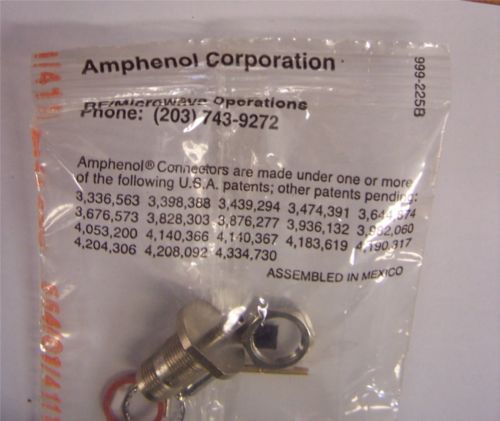 Amphenol Corporation
RF/Microwave Operations
Phone: (203) 743-9272
999-225B
Amphenol® Connectors are made under one or more
of the following U.S.A. patents; other patents pending:
3,336,563 3,398,388 3,439,294 3,474,391
3,676,573 3,828,303 3,876,277 3,936,132
4,053,200 4,140,366 4,140,367 4,183,619 4,190,317
4,204,306 4,208,092 4,334,730
ASSEMBLED IN MEXICO